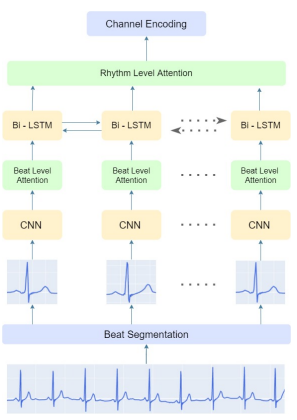 Channel Encoding
Rhythm Level Attention
Bi - LSTM
Bi - LSTM
Bi - LSTM
Beat Level
Attention
Beat Level
Attention
Beat Level
Attention
CNN
CNN
CNN
Beat Segmentation